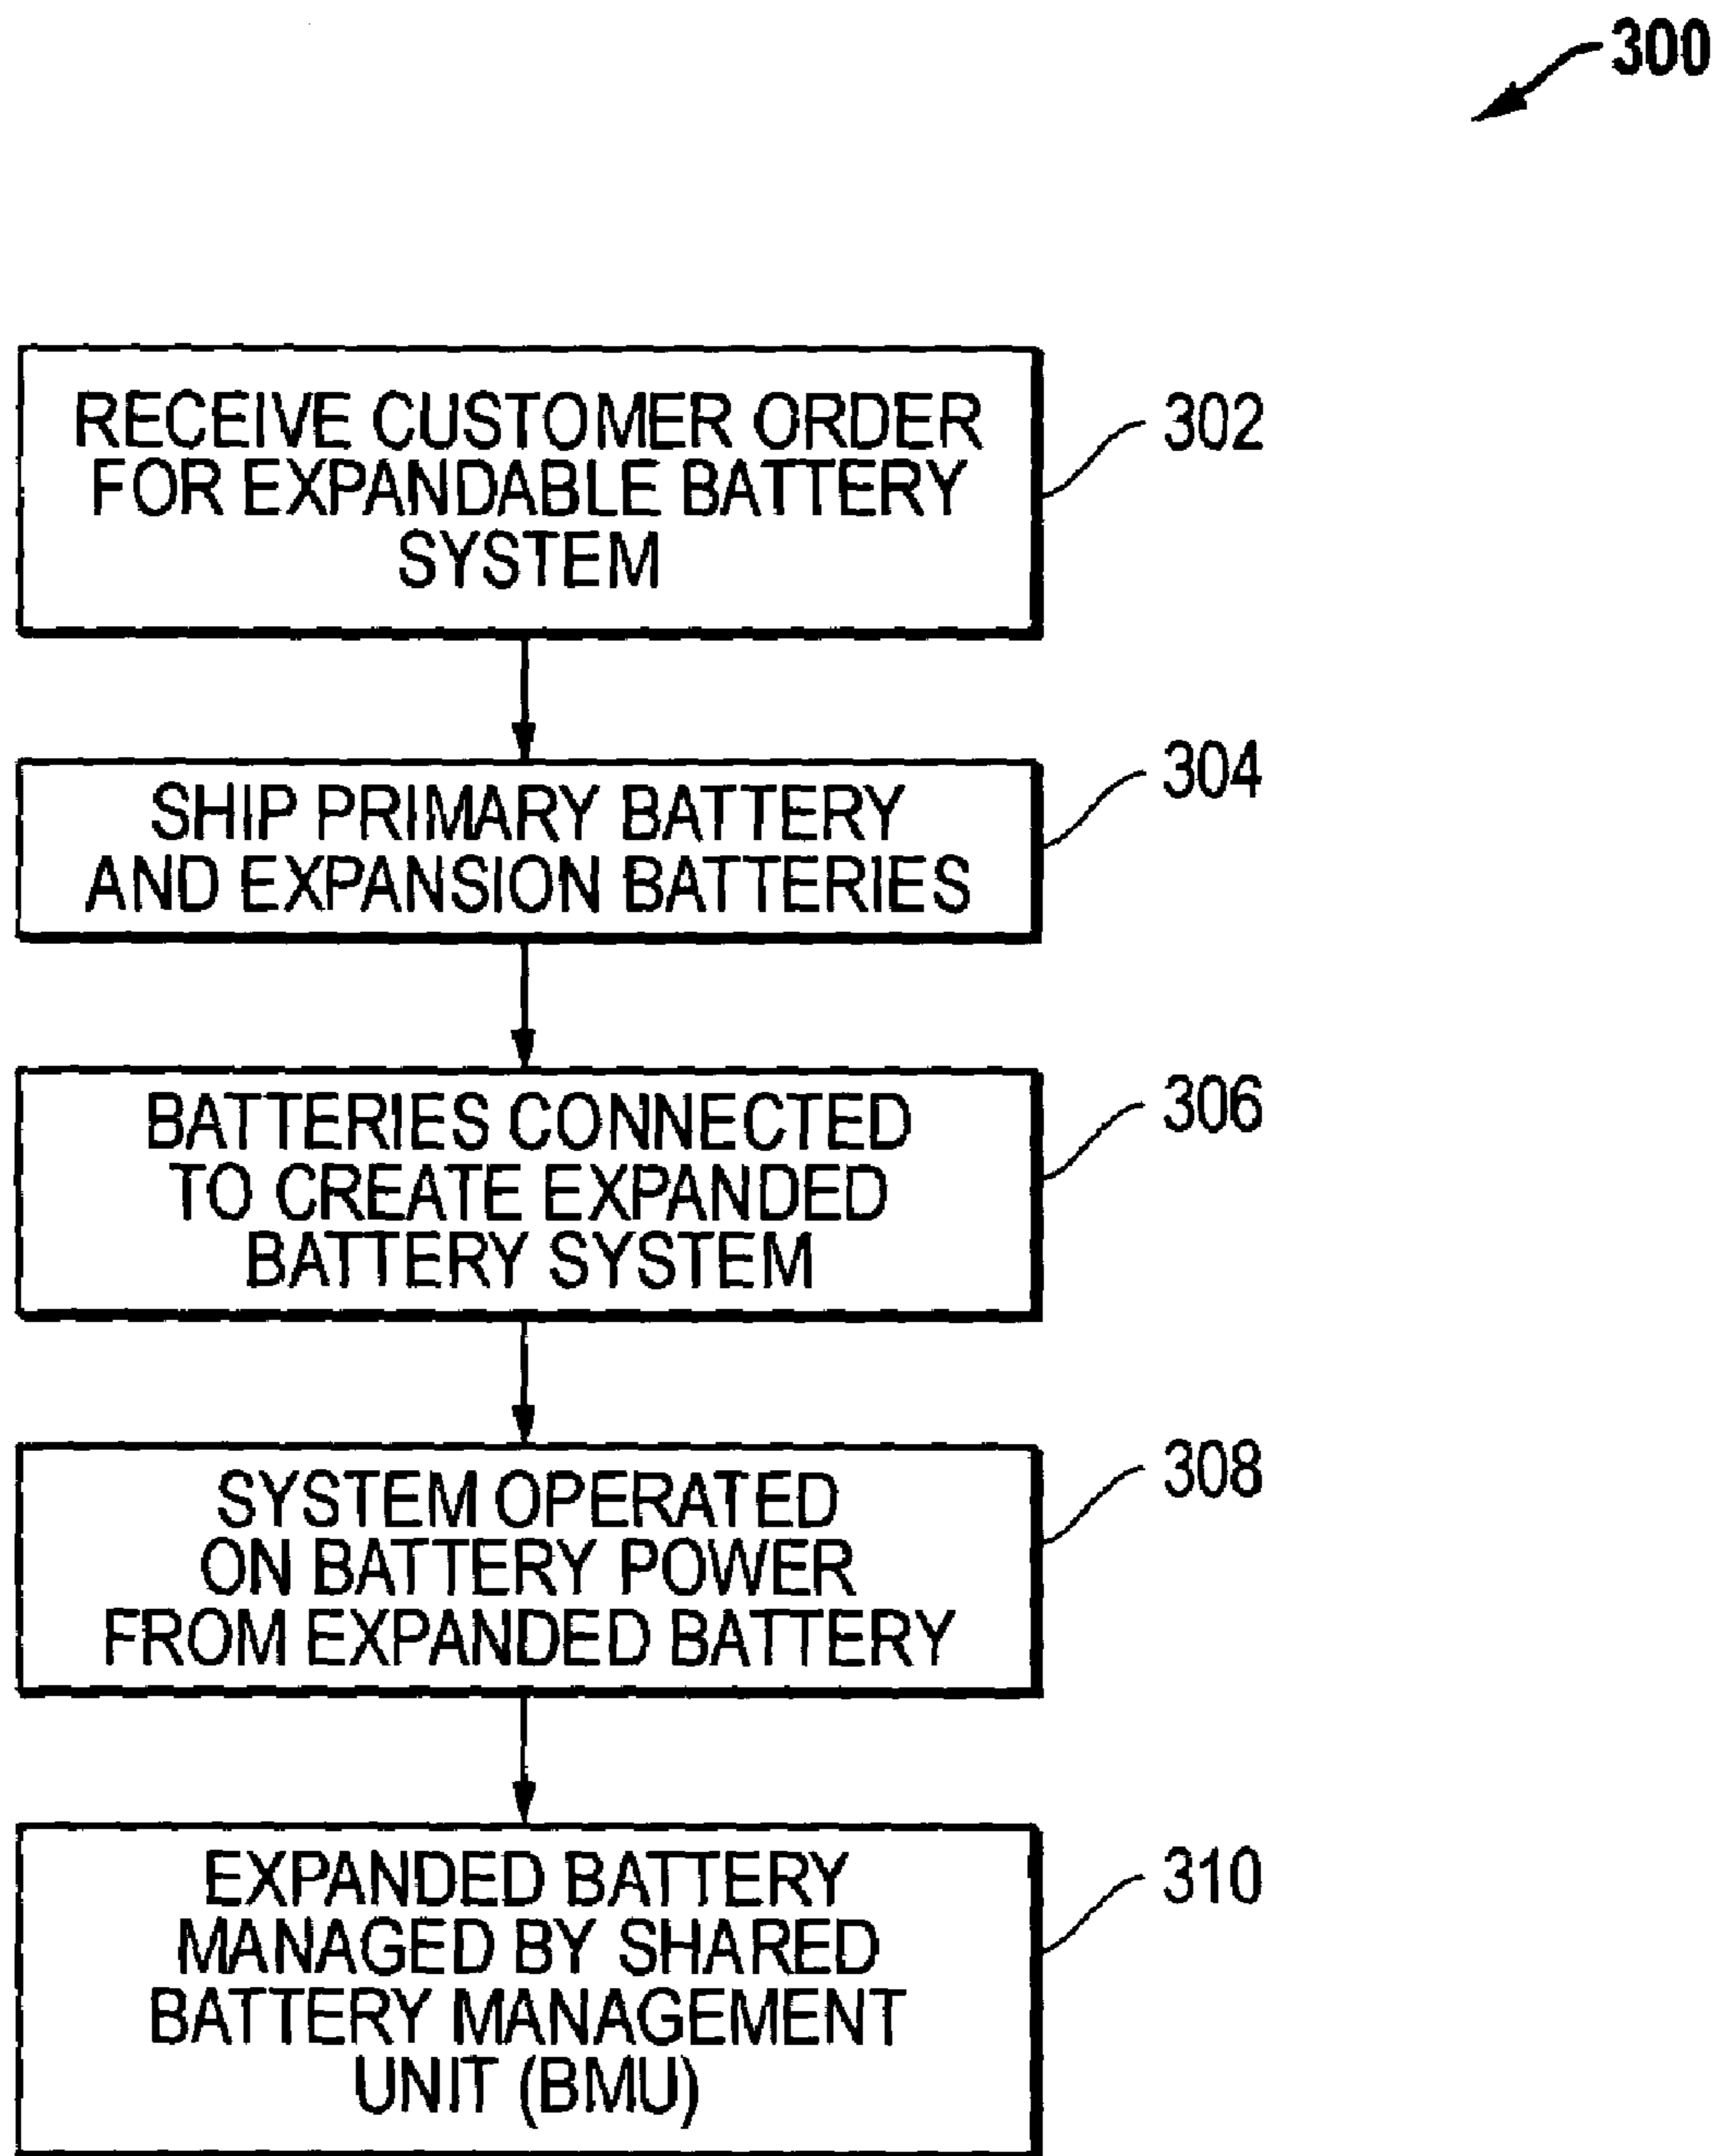 300
RECEIVE CUSTOMER ORDER
FOR EXPANDABLE BATTERY
SYSTEM
302
SHIP PRIMARY BATTERY
AND EXPANSION BATTERIES
304
BATTERIES CONNECTED
TO CREATE EXPANDED
BATTERY SYSTEM
306
SYSTEM OPERATED
ON BATTERY POWER
FROM EXPANDED BATTERY
308
EXPANDED BATTERY
MANAGED BY SHARED
BATTERY MANAGEMENT
UNIT (BMU)
310